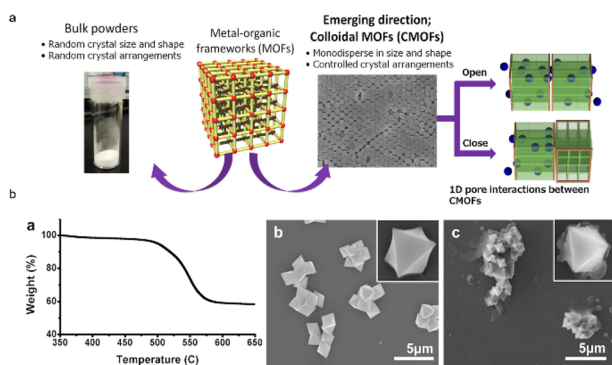 a
Bulk powders
• Random crystal size and shape
• Random crystal arrangements
Metal-organic
frameworks (MOFs)
Emerging direction;
Colloidal MOFs (CMOFs)
• Monodisperse in size and shape
• Controlled crystal arrangements
Open
Close
1D pore interactions between
CMOFs
b
a
Weight (%)
100
80
60
40
350
400
450
500
550
600
650
Temperature (C)
b
5μm
c
5μm